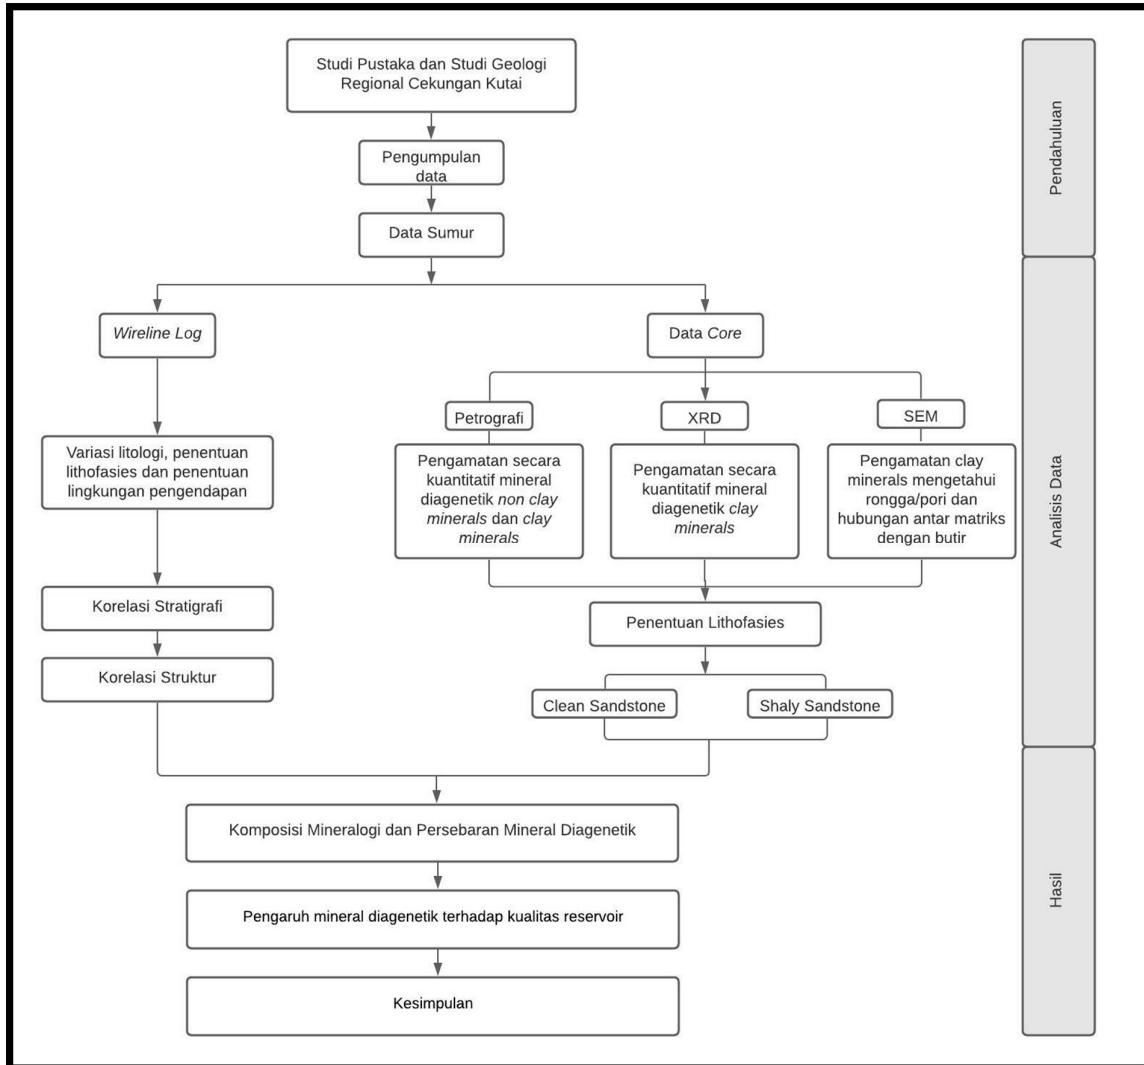 Studi Pustaka dan Studi Geologi
Regional Cekungan Kutai
Pendahuluan
Pengumpulan
data
Data Sumur
Wireline Log
Data Core
Petrografi
XRD
SEM
Variasi litologi, penentuan
lithofasies dan penentuan
lingkungan pengendapan
Pengamatan secara
kuantitatif mineral
diagenetik non clay
minerals dan clay
minerals
Pengamatan secara
kuantitatif mineral
diagenetik clay
minerals
Pengamatan clay
minerals mengetahui
rongga/pori dan
hubungan antar matriks
dengan butir
Analisis Data
Korelasi Stratigrafi
Penentuan Lithofasies
Korelasi Struktur
Clean Sandstone
Shaly Sandstone
Komposisi Mineralogi dan Persebaran Mineral Diagenetik
Pengaruh mineral diagenetik terhadap kualitas reservoir
Hasil
Kesimpulan